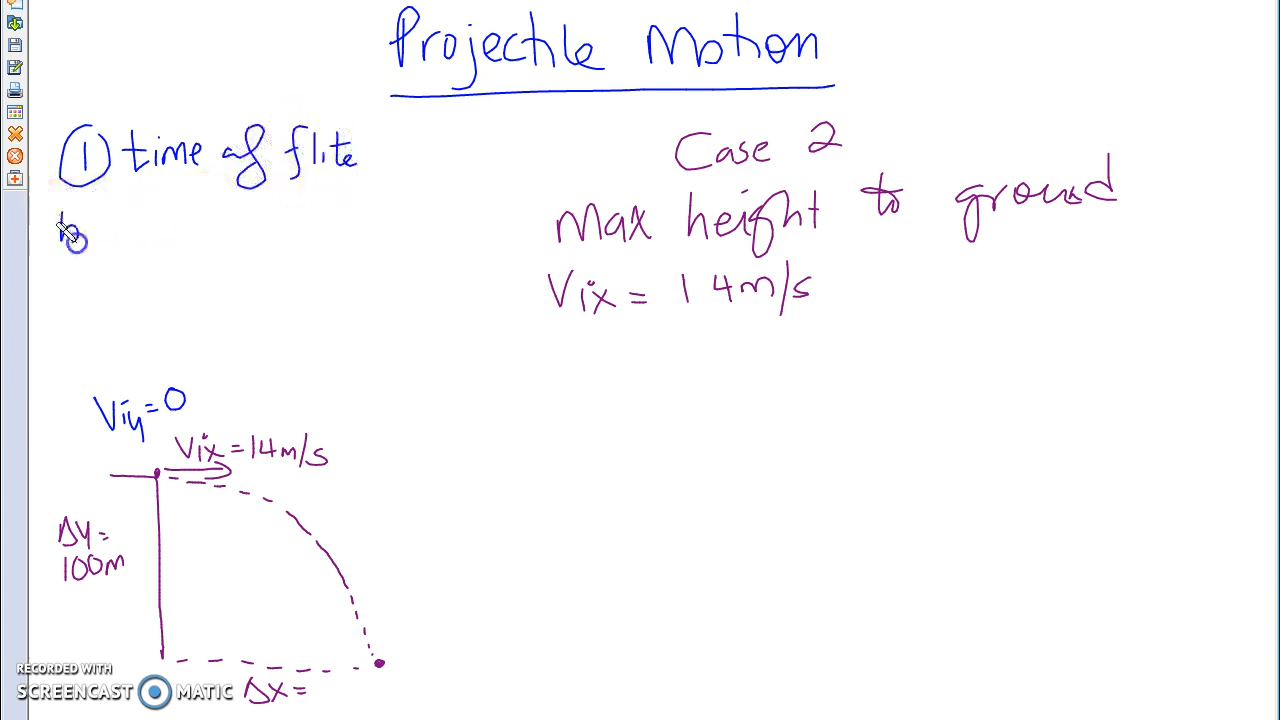 Projectile Motion
① time of flite
Case 2
Max height to ground
Vix = 14m/s
Viy = 0
Vix = 14m/s
Δy =
100m
Δx =
RECORDED WITH
SCREENCAST MATIC